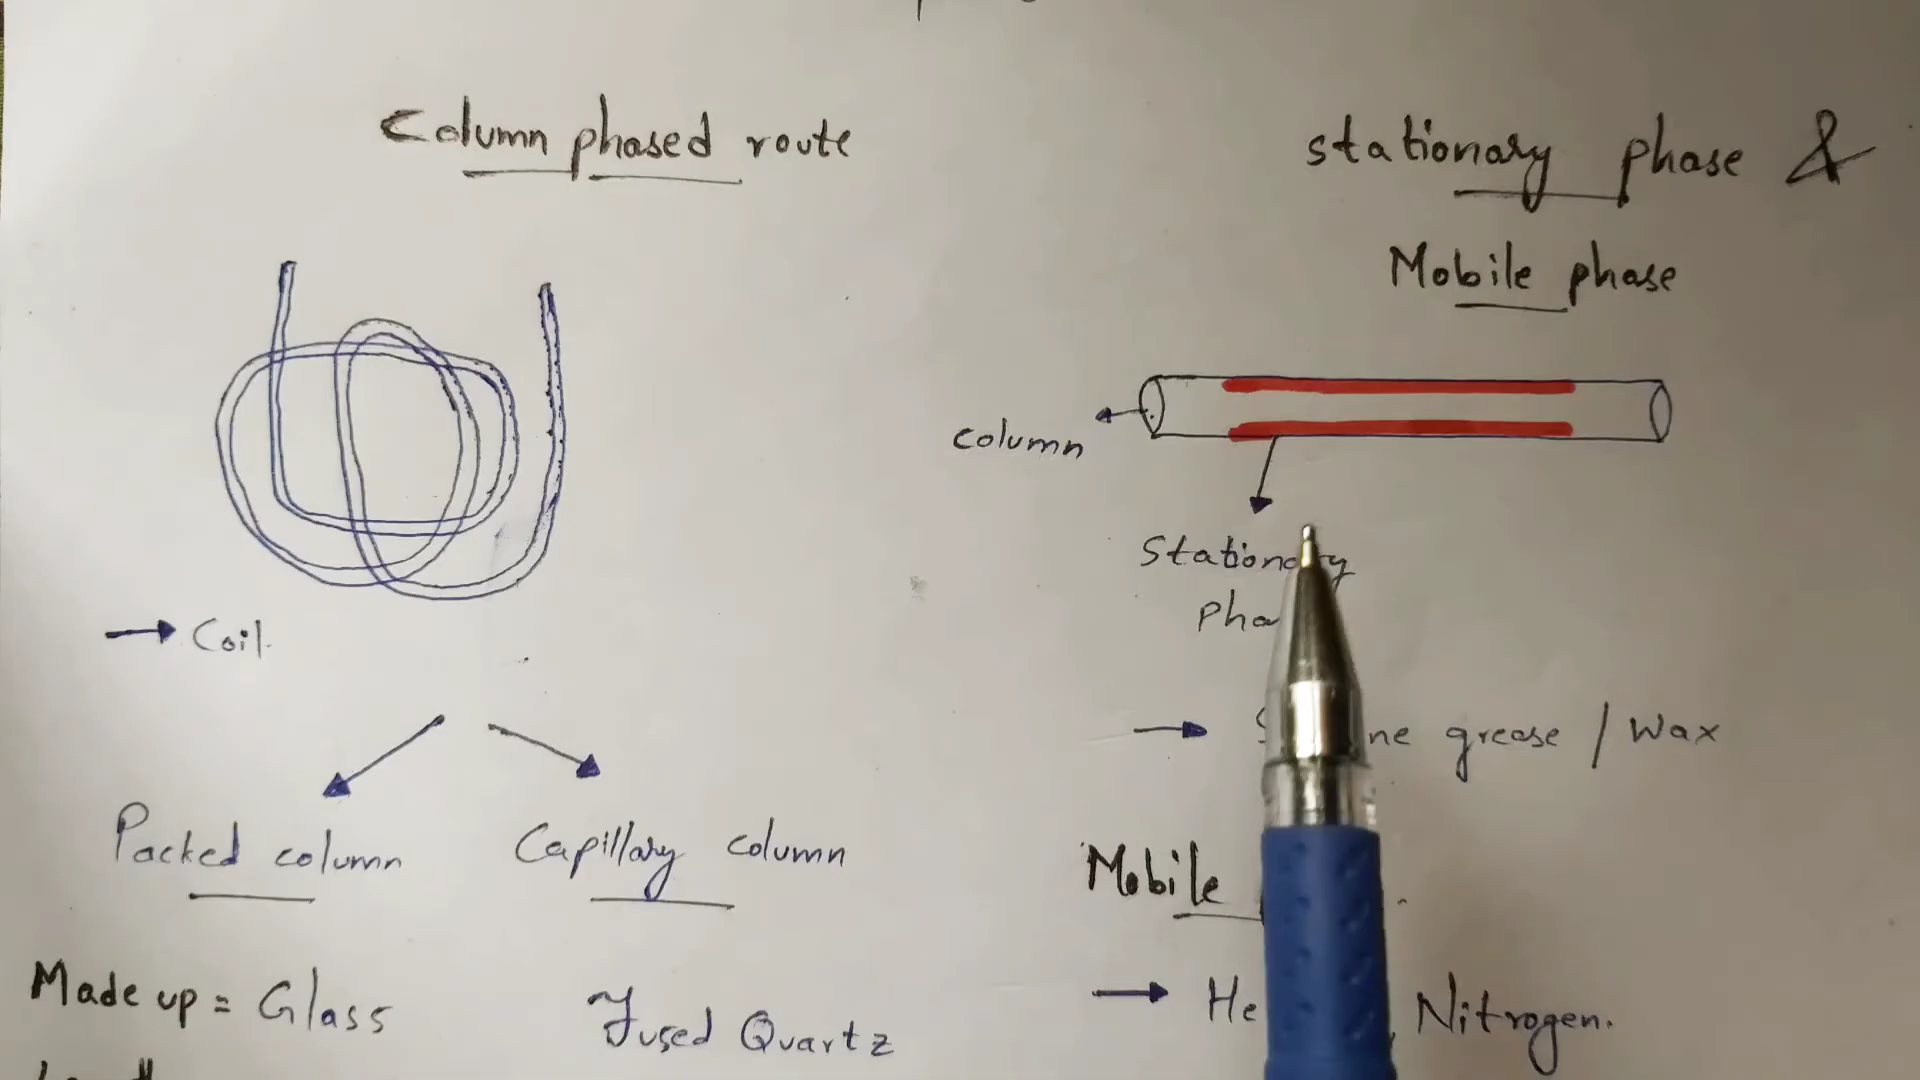 Column phased route
stationary phase &
Mobile phase
column
Stationary
→ Coil.
→ grease / Wax
Packed column
Capillary column
Mobile
Made up = Glass
Fused Quartz
→ Nitrogen.